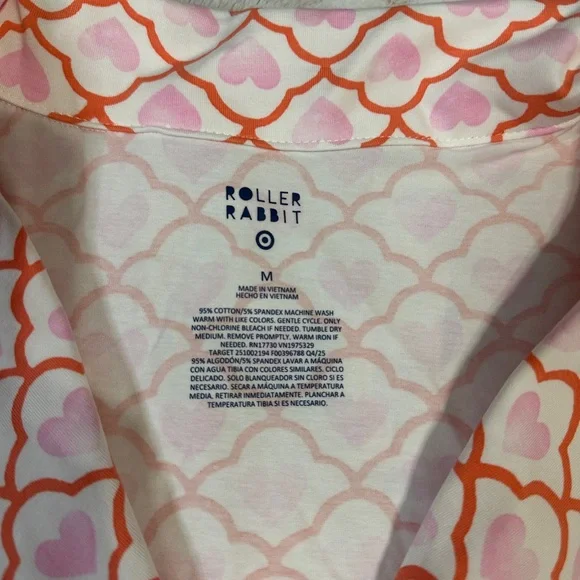 ROLLER
RABBIT
M
MADE IN VIETNAM
HECHO EN VIETNAM
95% COTTON/5% SPANDEX MACHINE WASH
WARM WITH LIKE COLORS. GENTLE CYCLE. ONLY
NON-CHLORINE BLEACH IF NEEDED. TUMBLE DRY
MEDIUM. REMOVE PROMPTLY. WARM IRON IF
NEEDED. RN17730 VN1975329
TARGET 251002194 F00396788 Q4/25
95% ALGODÓN/5% SPANDEX LAVAR A MÁQUINA
CON AGUA TIBIA CON COLORES SIMILARES. CICLO
DELICADO. SOLO BLANQUEADOR SIN CLORO SI ES
NECESARIO. SECAR A MÁQUINA A TEMPERATURA
MEDIA. RETIRAR INMEDIATAMENTE. PLANCHAR A
TEMPERATURA TIBIA SI ES NECESARIO.